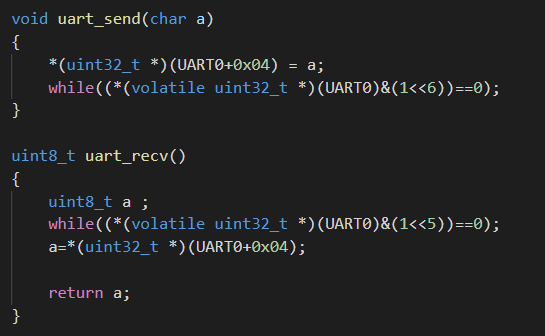 void uart_send(char a)
{
    *(uint32_t *)(UART0+0x04) = a;
    while((*(volatile uint32_t *)(UART0)&(1<<6))==0);
}

uint8_t uart_recv()
{
    uint8_t a ;
    while((*(volatile uint32_t *)(UART0)&(1<<5))==0);
    a=*(uint32_t *)(UART0+0x04);

    return a;
}